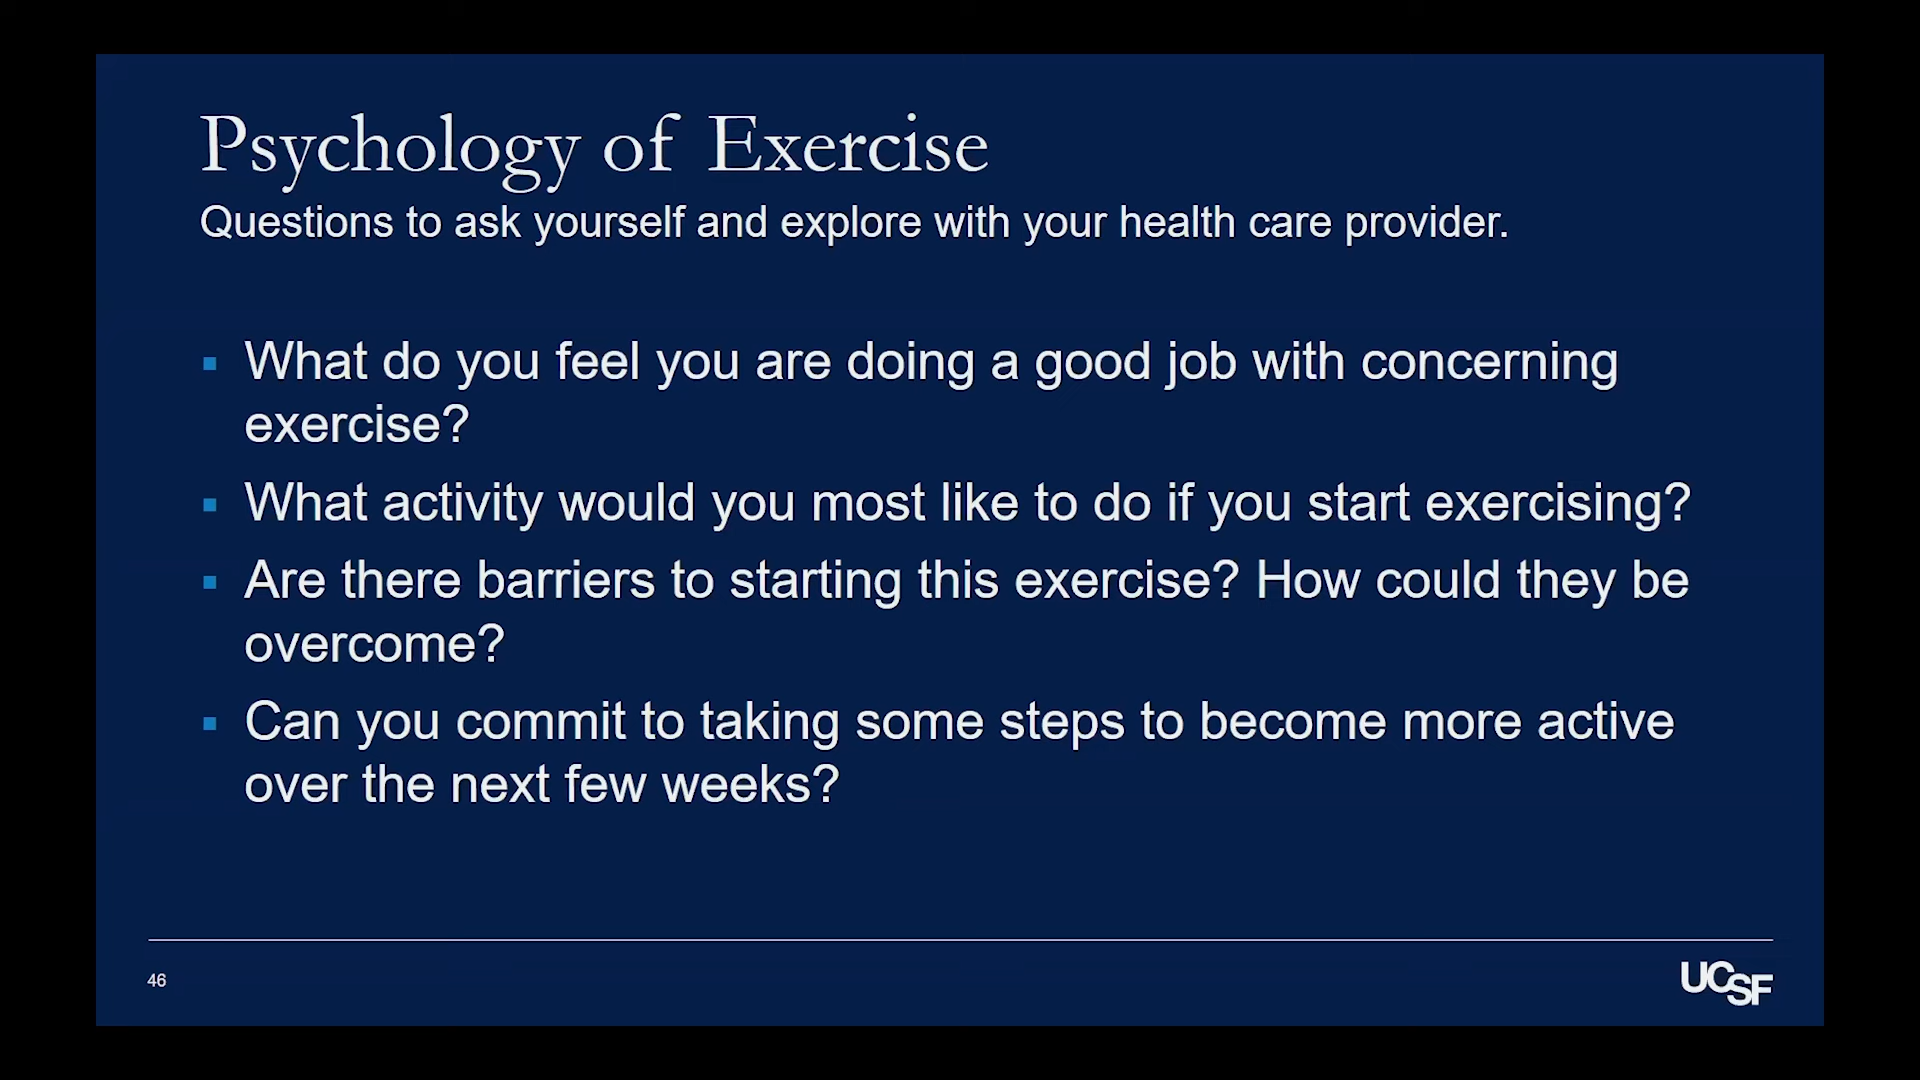 Psychology of Exercise
Questions to ask yourself and explore with your health care provider.
What do you feel you are doing a good job with concerning
exercise?
What activity would you most like to do if you start exercising?
Are there barriers to starting this exercise? How could they be
overcome?
Can you commit to taking some steps to become more active
over the next few weeks?
46
UCSF